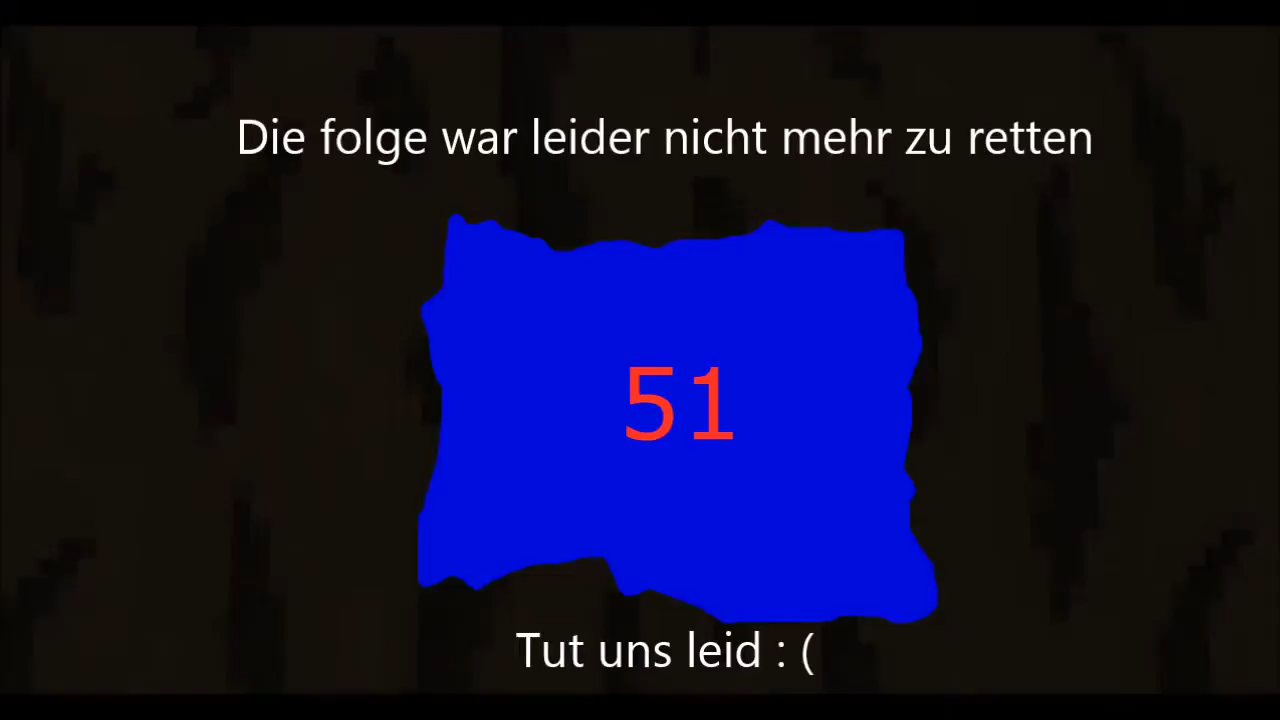 Die folge war leider nicht mehr zu retten
51
Tut uns leid : (